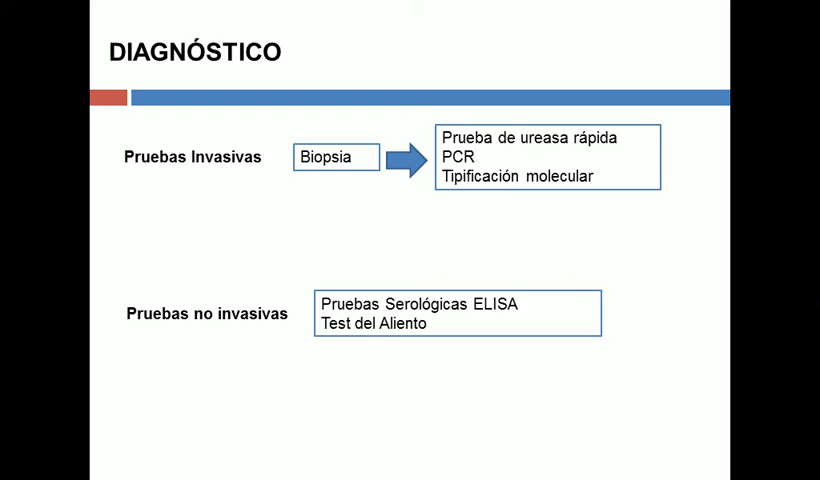 DIAGNÓSTICO
Pruebas Invasivas
Biopsia
Prueba de ureasa rápida
PCR
Tipificación molecular
Pruebas no invasivas
Pruebas Serológicas ELISA
Test del Aliento